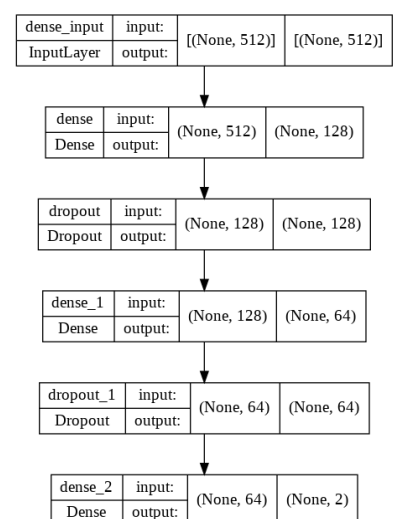 dense_input input: [(None, 512)] [(None, 512)]
InputLayer output:
dense input: (None, 512) (None, 128)
Dense output:
dropout input: (None, 128) (None, 128)
Dropout output:
dense_1 input: (None, 128) (None, 64)
Dense output:
dropout_1 input: (None, 64) (None, 64)
Dropout output:
dense_2 input: (None, 64) (None, 2)
Dense output: